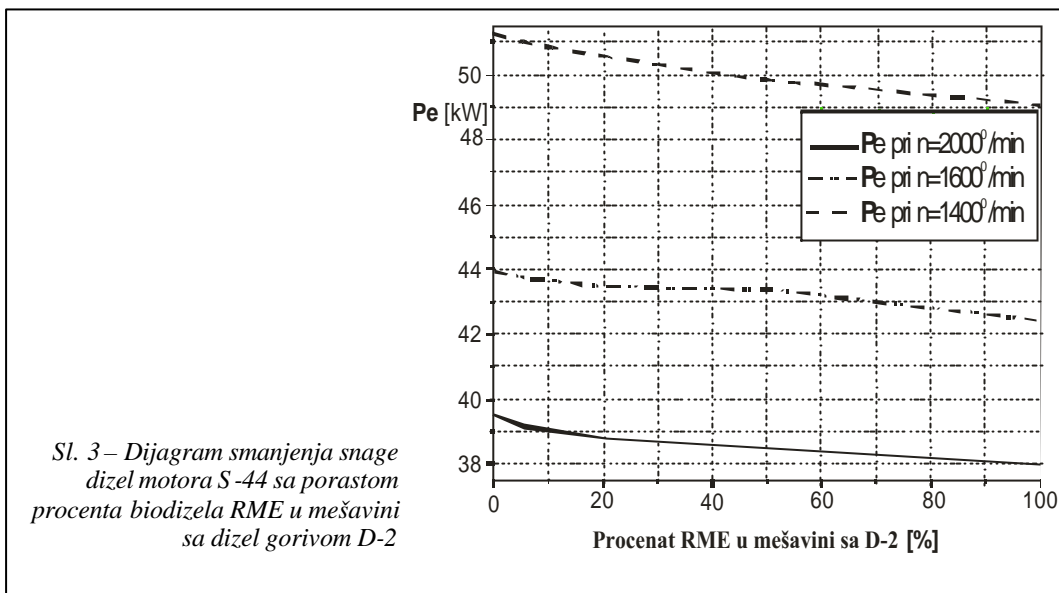 50
Pe [kW]
48
46
44
42
40
38
0
20
40
60
80
100
Pe pri n=2000⁰/min
Pe pri n=1600⁰/min
Pe pri n=1400⁰/min
Procenat RME u mešavini sa D-2 [%]
Sl. 3 – Dijagram smanjenja snage
dizel motora S-44 sa porastom
procenta biodizela RME u mešavini
sa dizel gorivom D-2